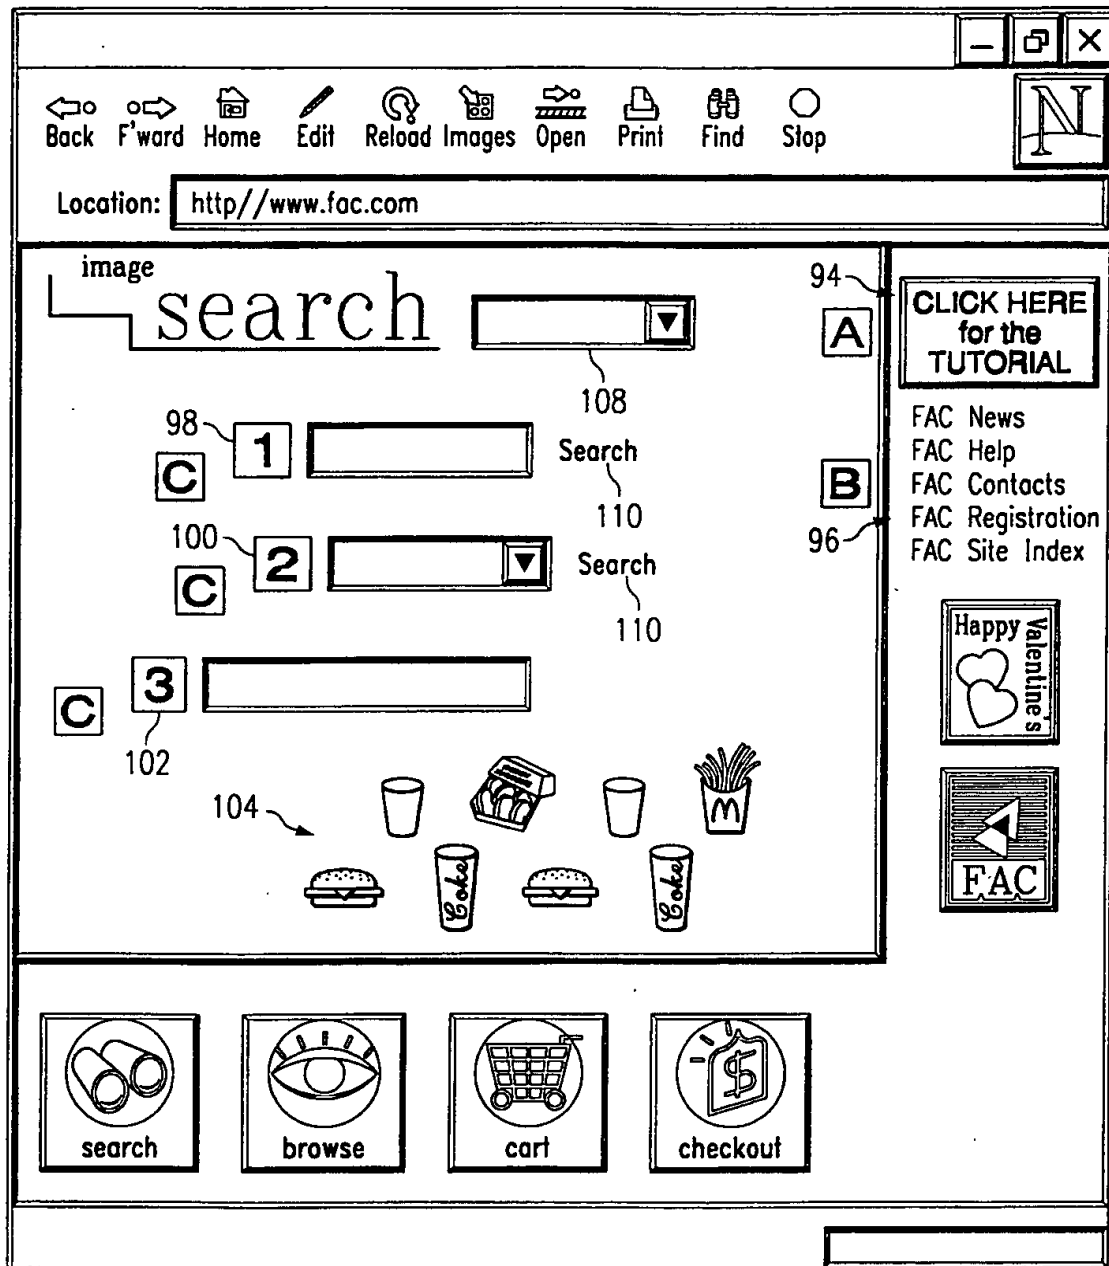 Back F'ward Home Edit Reload Images Open Print Find Stop
N
Location: http//www.fac.com
image
search
108
94
A
CLICK HERE
for the
TUTORIAL
FAC News
FAC Help
FAC Contacts
FAC Registration
FAC Site Index
B
96
98
1
Search
C
110
100
2
Search
C
110
3
C
102
104
M
Coke
Coke
Happy
Valentine's
FAC
search
browse
cart
$
checkout